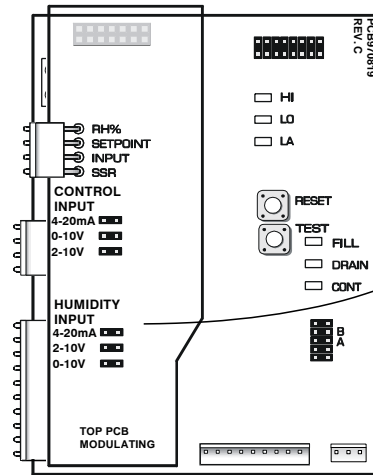 PCB970819
REV. C
HI
LO
LA
RH%
SETPOINT
INPUT
SSR
CONTROL
INPUT
4-20mA
0-10V
2-10V
RESET
TEST
FILL
DRAIN
CONT
HUMIDITY
INPUT
4-20mA
2-10V
0-10V
B
A
TOP PCB
MODULATING